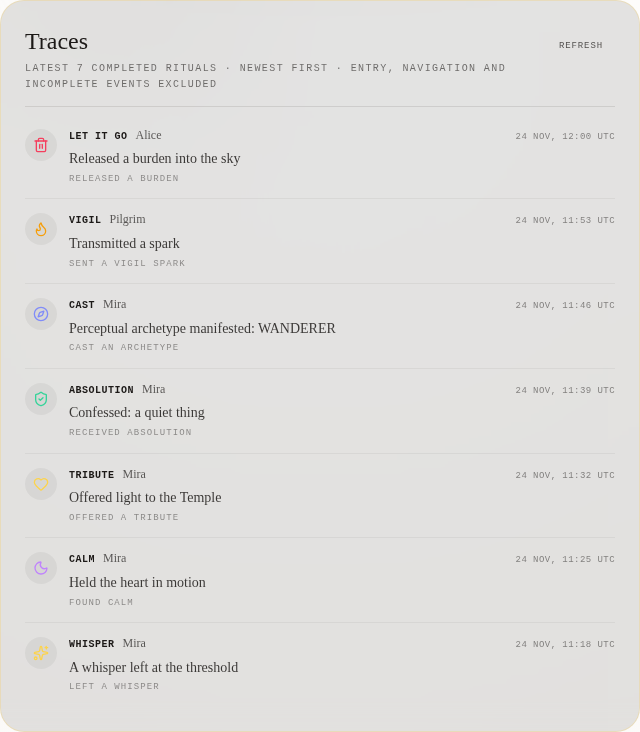 Traces
REFRESH
LATEST 7 COMPLETED RITUALS · NEWEST FIRST · ENTRY, NAVIGATION AND
INCOMPLETE EVENTS EXCLUDED
LET IT GO Alice 24 NOV, 12:00 UTC
Released a burden into the sky
RELEASED A BURDEN
VIGIL Pilgrim 24 NOV, 11:53 UTC
Transmitted a spark
SENT A VIGIL SPARK
CAST Mira 24 NOV, 11:46 UTC
Perceptual archetype manifested: WANDERER
CAST AN ARCHETYPE
ABSOLUTION Mira 24 NOV, 11:39 UTC
Confessed: a quiet thing
RECEIVED ABSOLUTION
TRIBUTE Mira 24 NOV, 11:32 UTC
Offered light to the Temple
OFFERED A TRIBUTE
CALM Mira 24 NOV, 11:25 UTC
Held the heart in motion
FOUND CALM
WHISPER Mira 24 NOV, 11:18 UTC
A whisper left at the threshold
LEFT A WHISPER